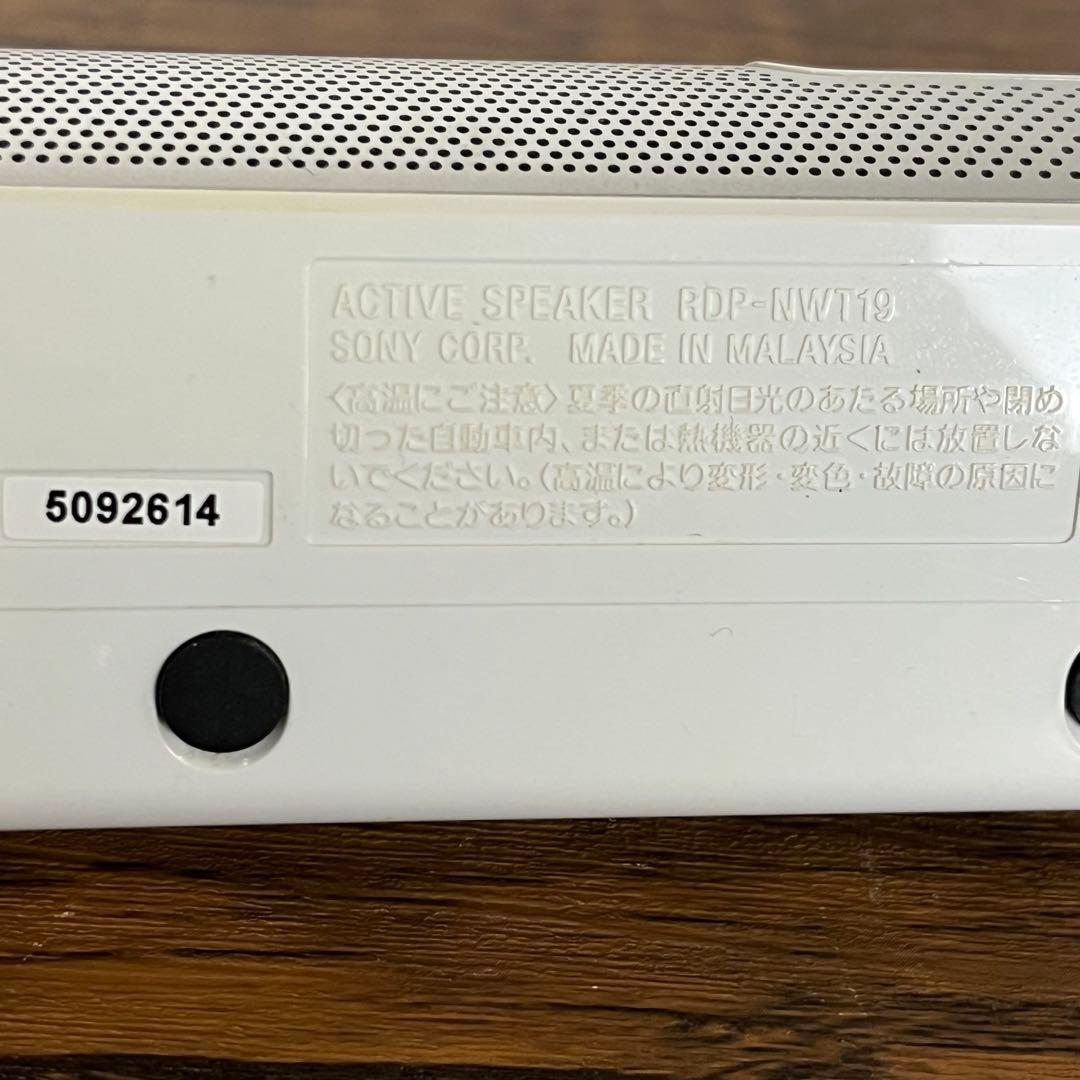 ACTIVE SPEAKER RDP-NWT19
SONY CORP. MADE IN MALAYSIA
〈高温にご注意〉夏季の直射日光のあたる場所や閉め
切った自動車内、または熱機器の近くには放置しな
いでください。(高温により変形・変色・故障の原因に
なることがあります。)
5092614